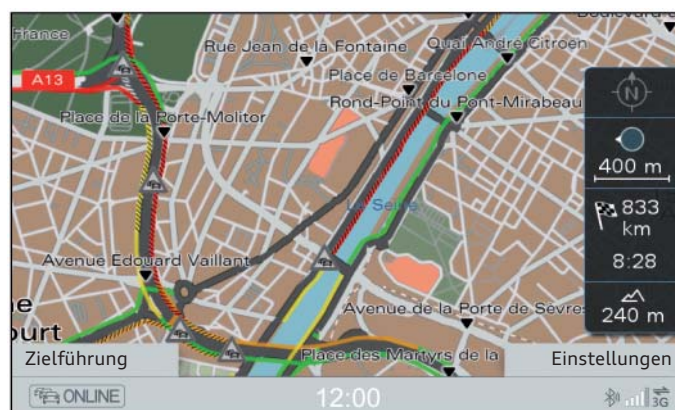 France
Rue Jean de la Fontaine
Quai André Citroën
Place de Barcelone
Rond-Point du Pont-Mirabeau
A13
Place de la Porte-Molitor
N
400 m
La Seine
833
km
8:28
Avenue Edouard Vaillant
240 m
Avenue de la Porte de Sèvres
Place des Martyrs de la
Zielführung
Einstellungen
ONLINE
12:00
3G